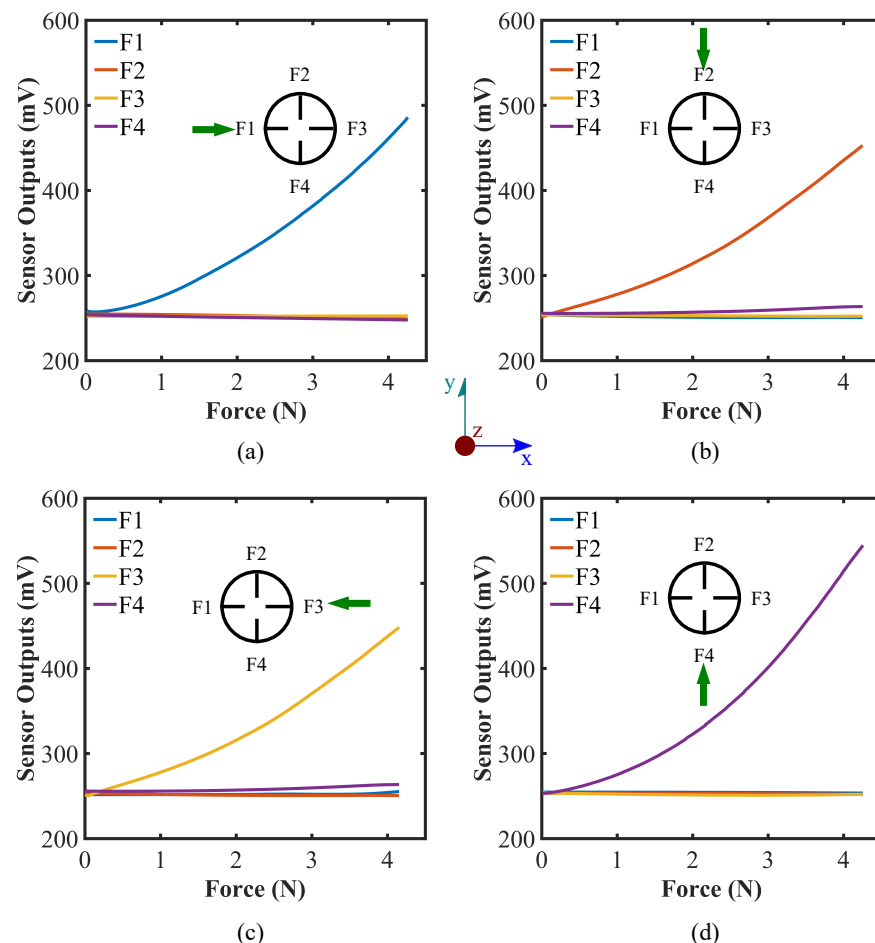 600
500
400
300
200
Sensor Outputs (mV)
F1
F2
F3
F4
F2
F1
F3
F4
0
1
2
3
4
Force (N)
(a)
600
500
400
300
200
Sensor Outputs (mV)
F1
F2
F3
F4
F2
F1
F3
F4
0
1
2
3
4
Force (N)
(b)
y
z
x
600
500
400
300
200
Sensor Outputs (mV)
F1
F2
F3
F4
F2
F1
F3
F4
0
1
2
3
4
Force (N)
(c)
600
500
400
300
200
Sensor Outputs (mV)
F1
F2
F3
F4
F2
F1
F3
F4
0
1
2
3
4
Force (N)
(d)